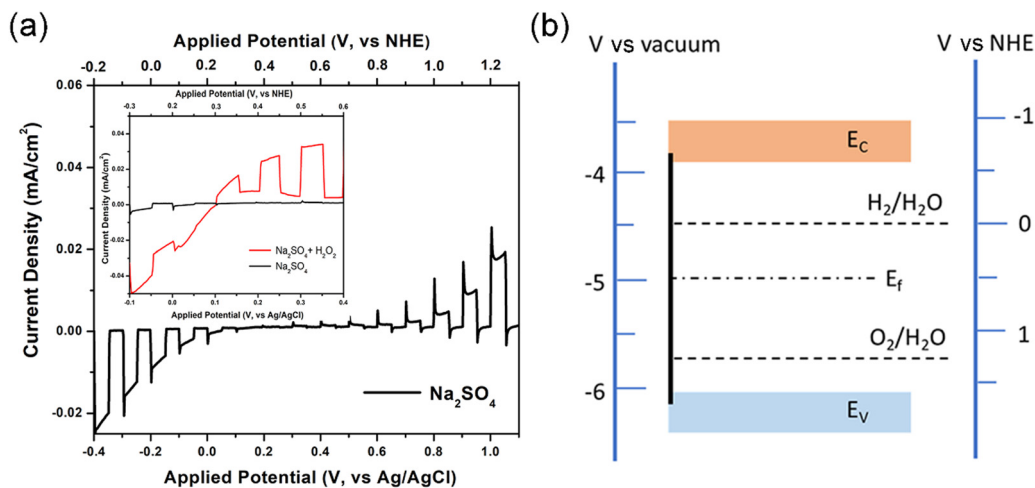 (a)
Applied Potential (V, vs NHE)
-0.2 0.0 0.2 0.4 0.6 0.8 1.0 1.2
0.06
0.04
0.02
0.00
-0.02
Current Density (mA/cm²)
Applied Potential (V, vs NHE)
-0.3 0.2 0.3 0.4 0.5 0.6
0.04
0.02
0.00
-0.02
-0.04
Current Density (mA/cm²)
Na₂SO₄ + H₂O₂
Na₂SO₄
-0.1 0.0 0.1 0.2 0.3 0.4
Applied Potential (V, vs Ag/AgCl)
Na₂SO₄
-0.4 -0.2 0.0 0.2 0.4 0.6 0.8 1.0
Applied Potential (V, vs Ag/AgCl)
(b)
V vs vacuum
V vs NHE
-4
-5
-6
E_C
H₂/H₂O
E_f
O₂/H₂O
E_V
-1
0
1